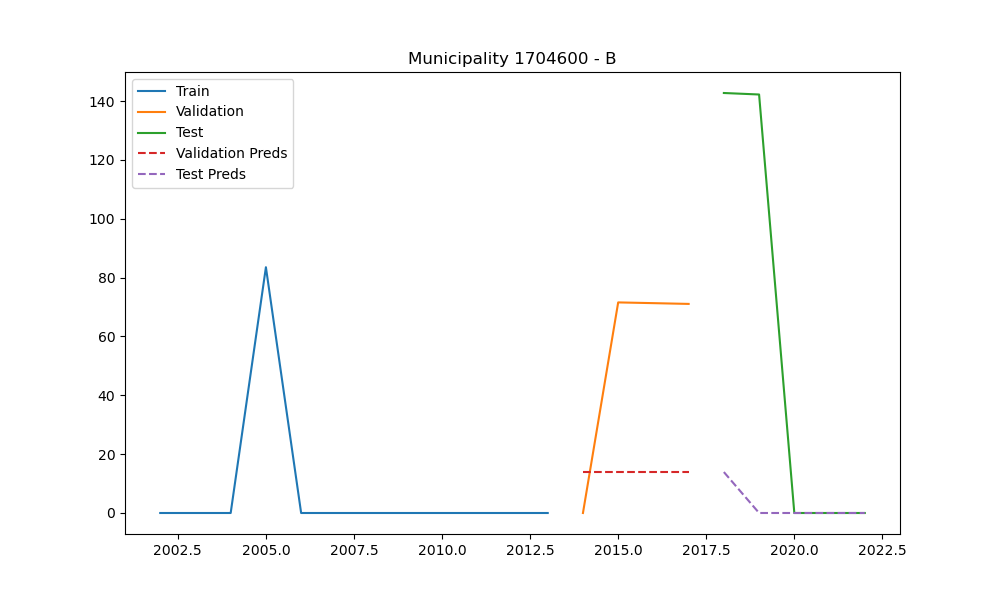 Municipality 1704600 - B
Train
Validation
Test
Validation Preds
Test Preds
140
120
100
80
60
40
20
0
2002.5 2005.0 2007.5 2010.0 2012.5 2015.0 2017.5 2020.0 2022.5